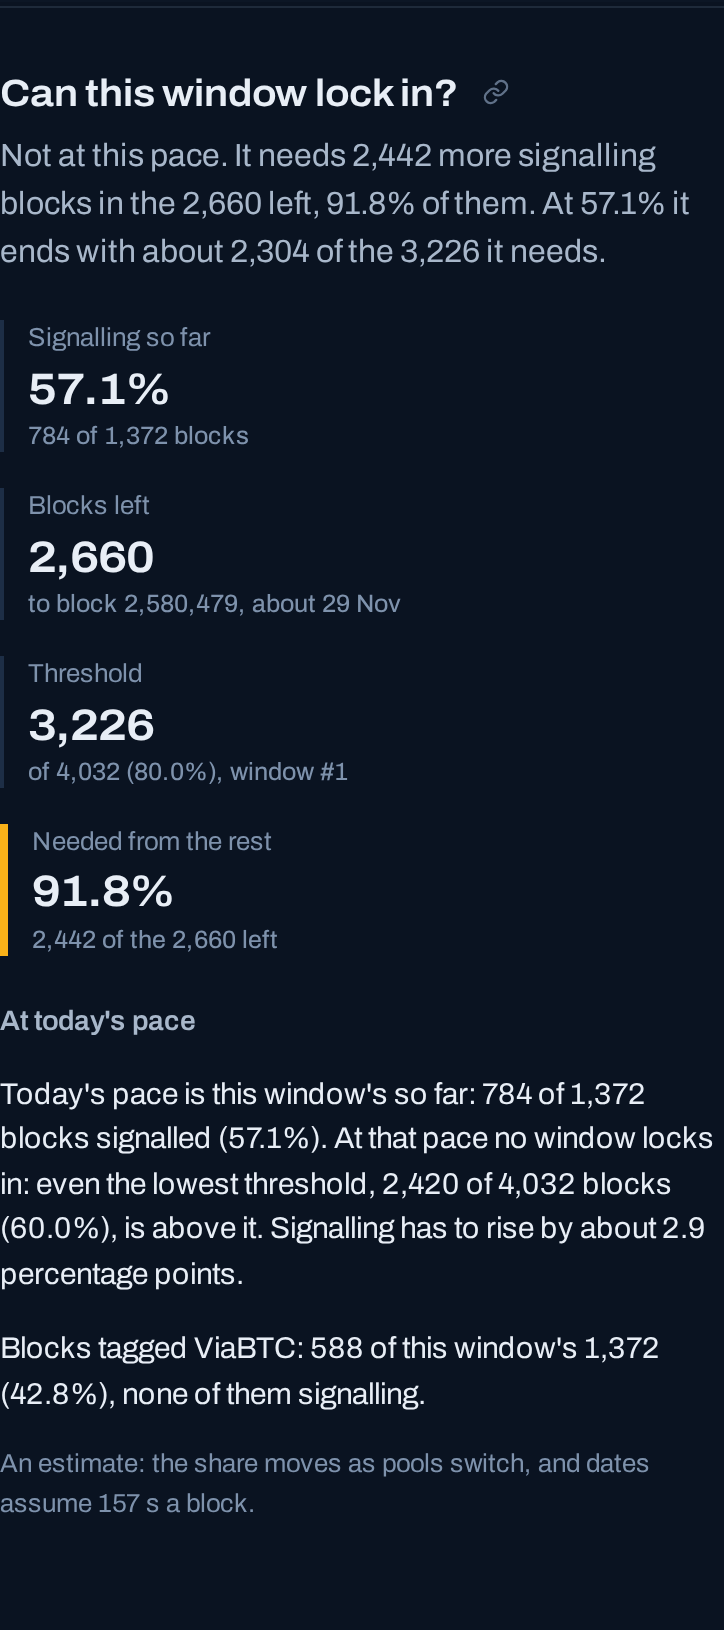 Can this window lock in?
Not at this pace. It needs 2,442 more signalling
blocks in the 2,660 left, 91.8% of them. At 57.1% it
ends with about 2,304 of the 3,226 it needs.
Signalling so far
57.1%
784 of 1,372 blocks
Blocks left
2,660
to block 2,580,479, about 29 Nov
Threshold
3,226
of 4,032 (80.0%), window #1
Needed from the rest
91.8%
2,442 of the 2,660 left
At today's pace
Today's pace is this window's so far: 784 of 1,372
blocks signalled (57.1%). At that pace no window locks
in: even the lowest threshold, 2,420 of 4,032 blocks
(60.0%), is above it. Signalling has to rise by about 2.9
percentage points.
Blocks tagged ViaBTC: 588 of this window's 1,372
(42.8%), none of them signalling.
An estimate: the share moves as pools switch, and dates
assume 157 s a block.